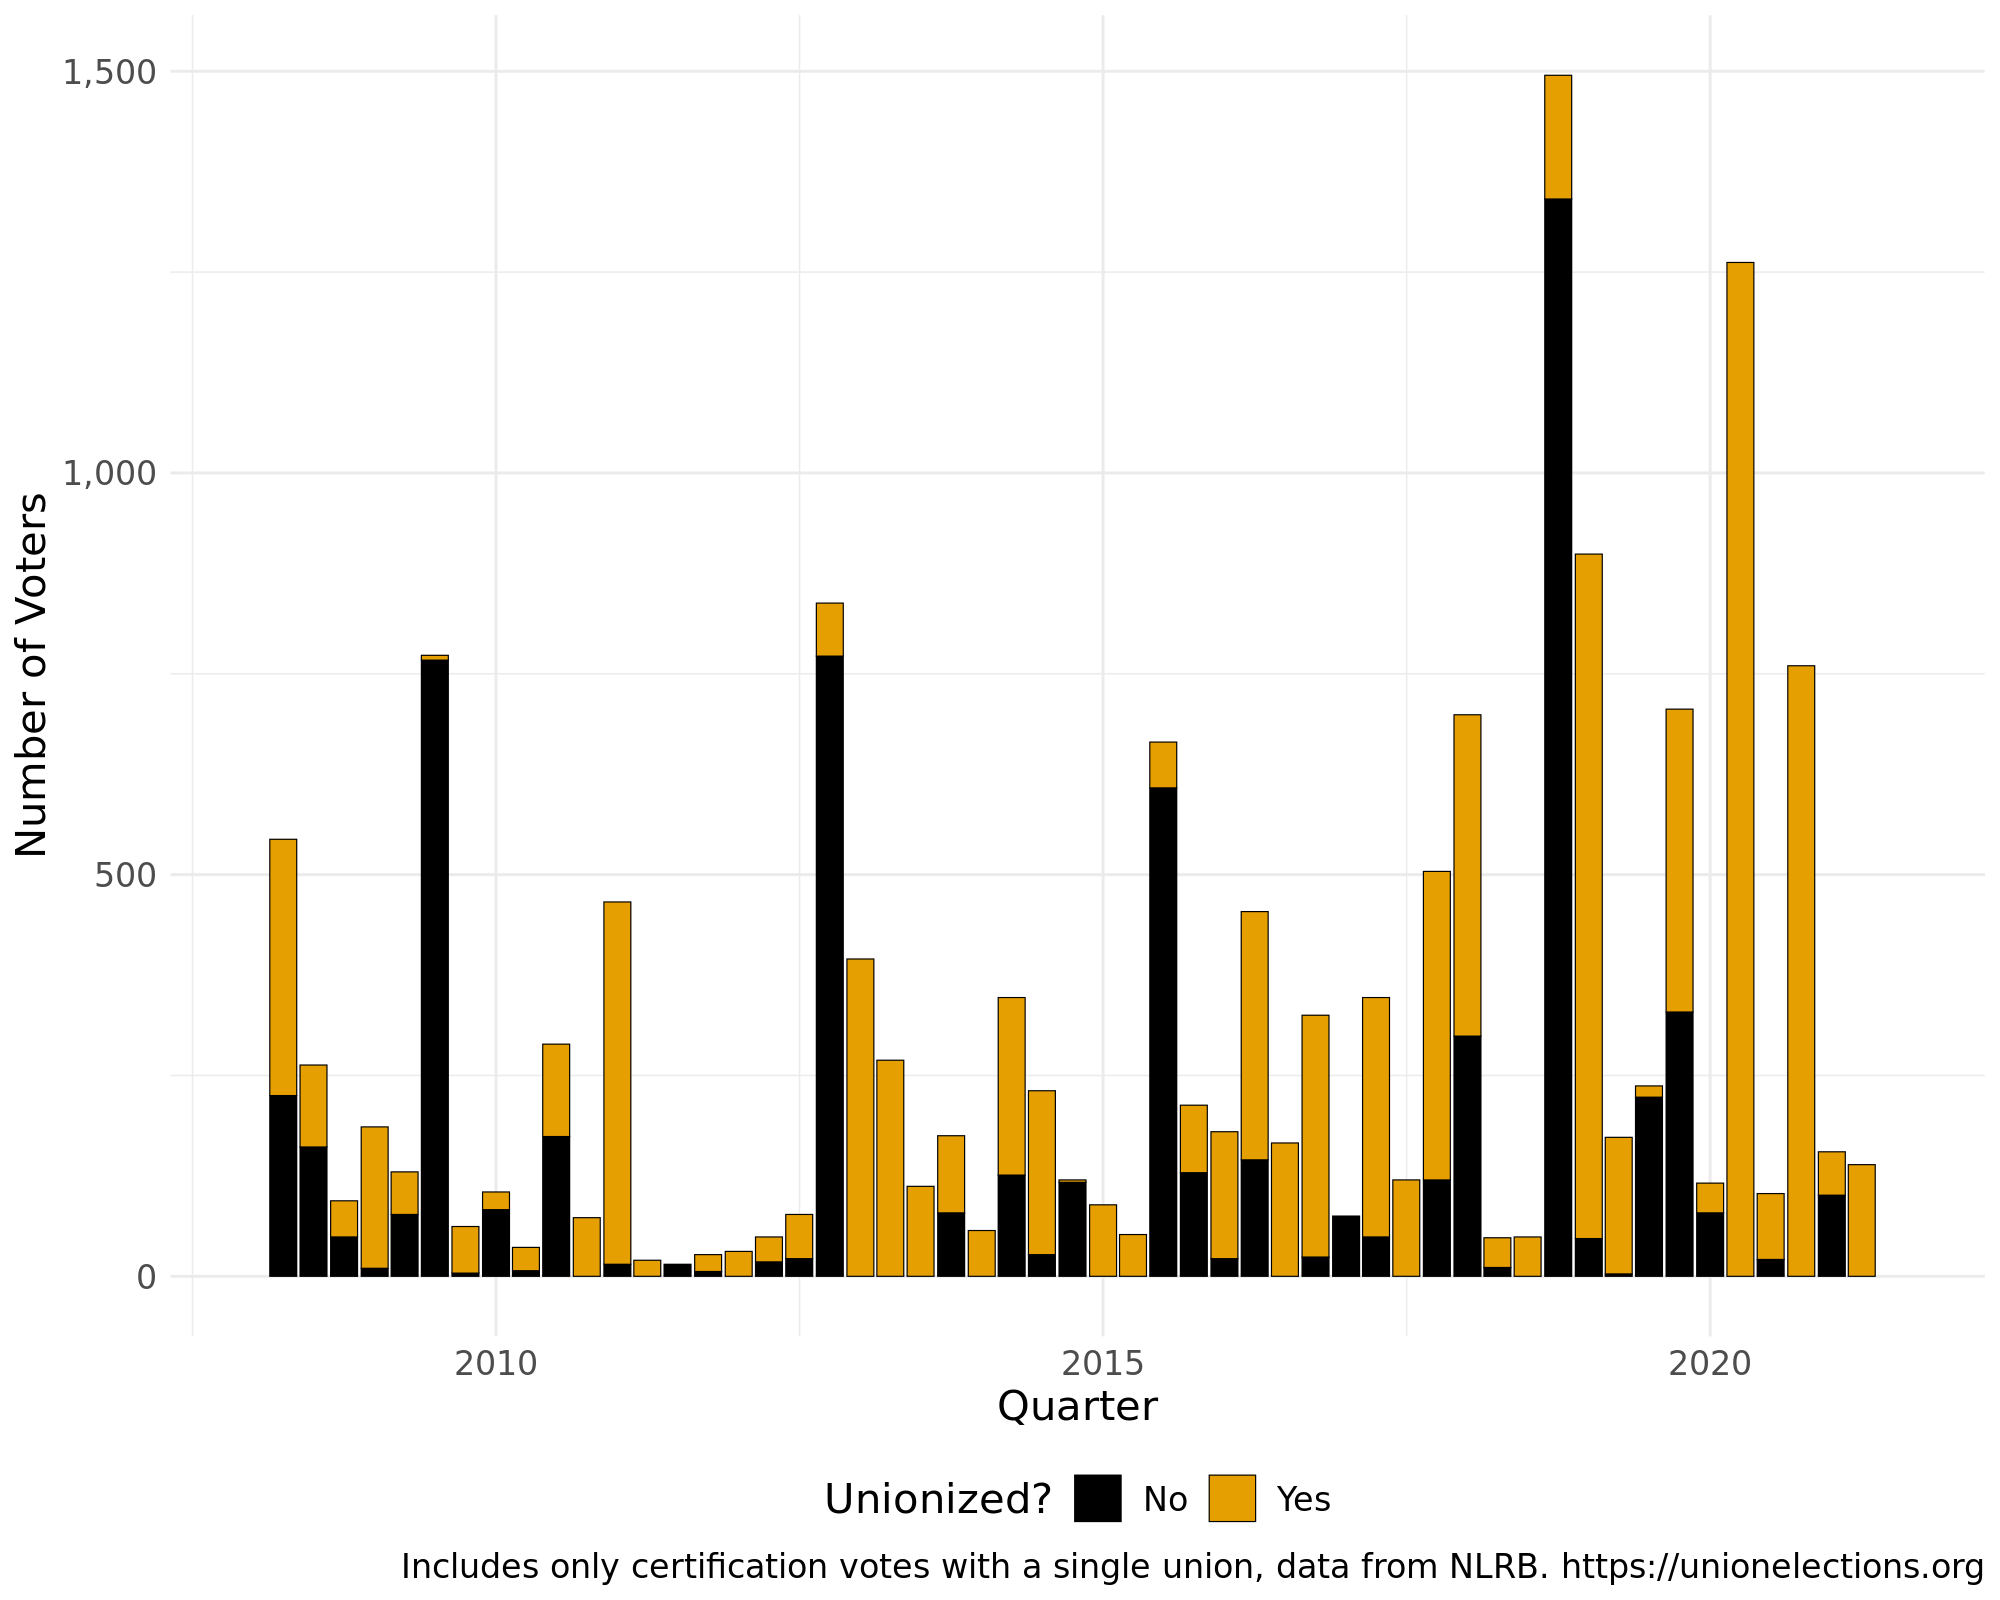 1,500
1,000
500
0
Number of Voters
2010 2015 2020
Quarter
Unionized? No Yes
Includes only certification votes with a single union, data from NLRB. https://unionelections.org